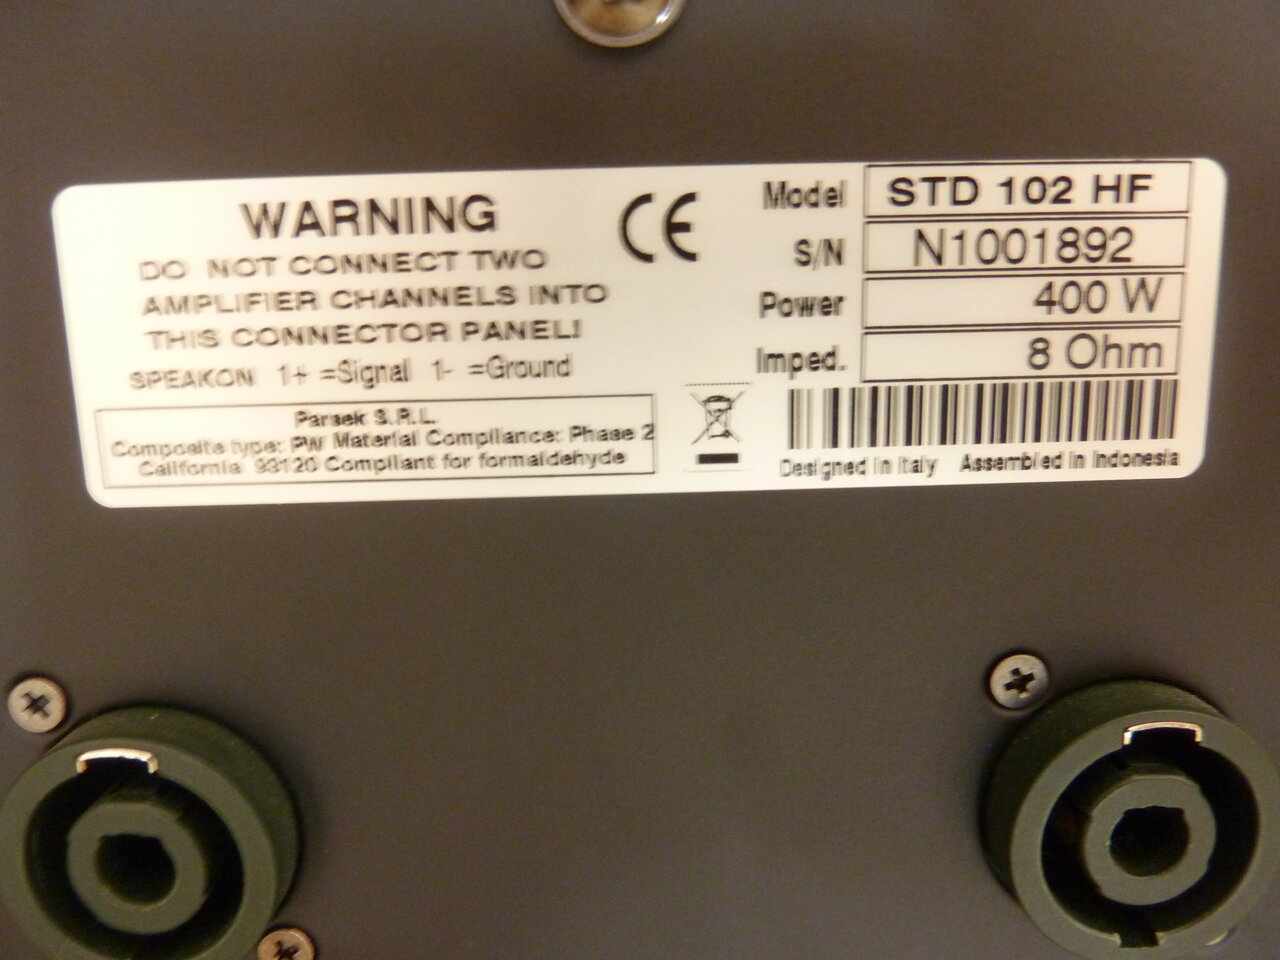 WARNING
DO NOT CONNECT TWO
AMPLIFIER CHANNELS INTO
THIS CONNECTOR PANEL!
SPEAKON 1+ =Signal 1- =Ground
Parsek S.R.L.
Composite type: PW Material Compliance: Phase 2
California 93120 Compliant for formaldehyde
CE
Model STD 102 HF
S/N N1001892
Power 400 W
Imped. 8 Ohm
Designed in Italy Assembled in Indonesia